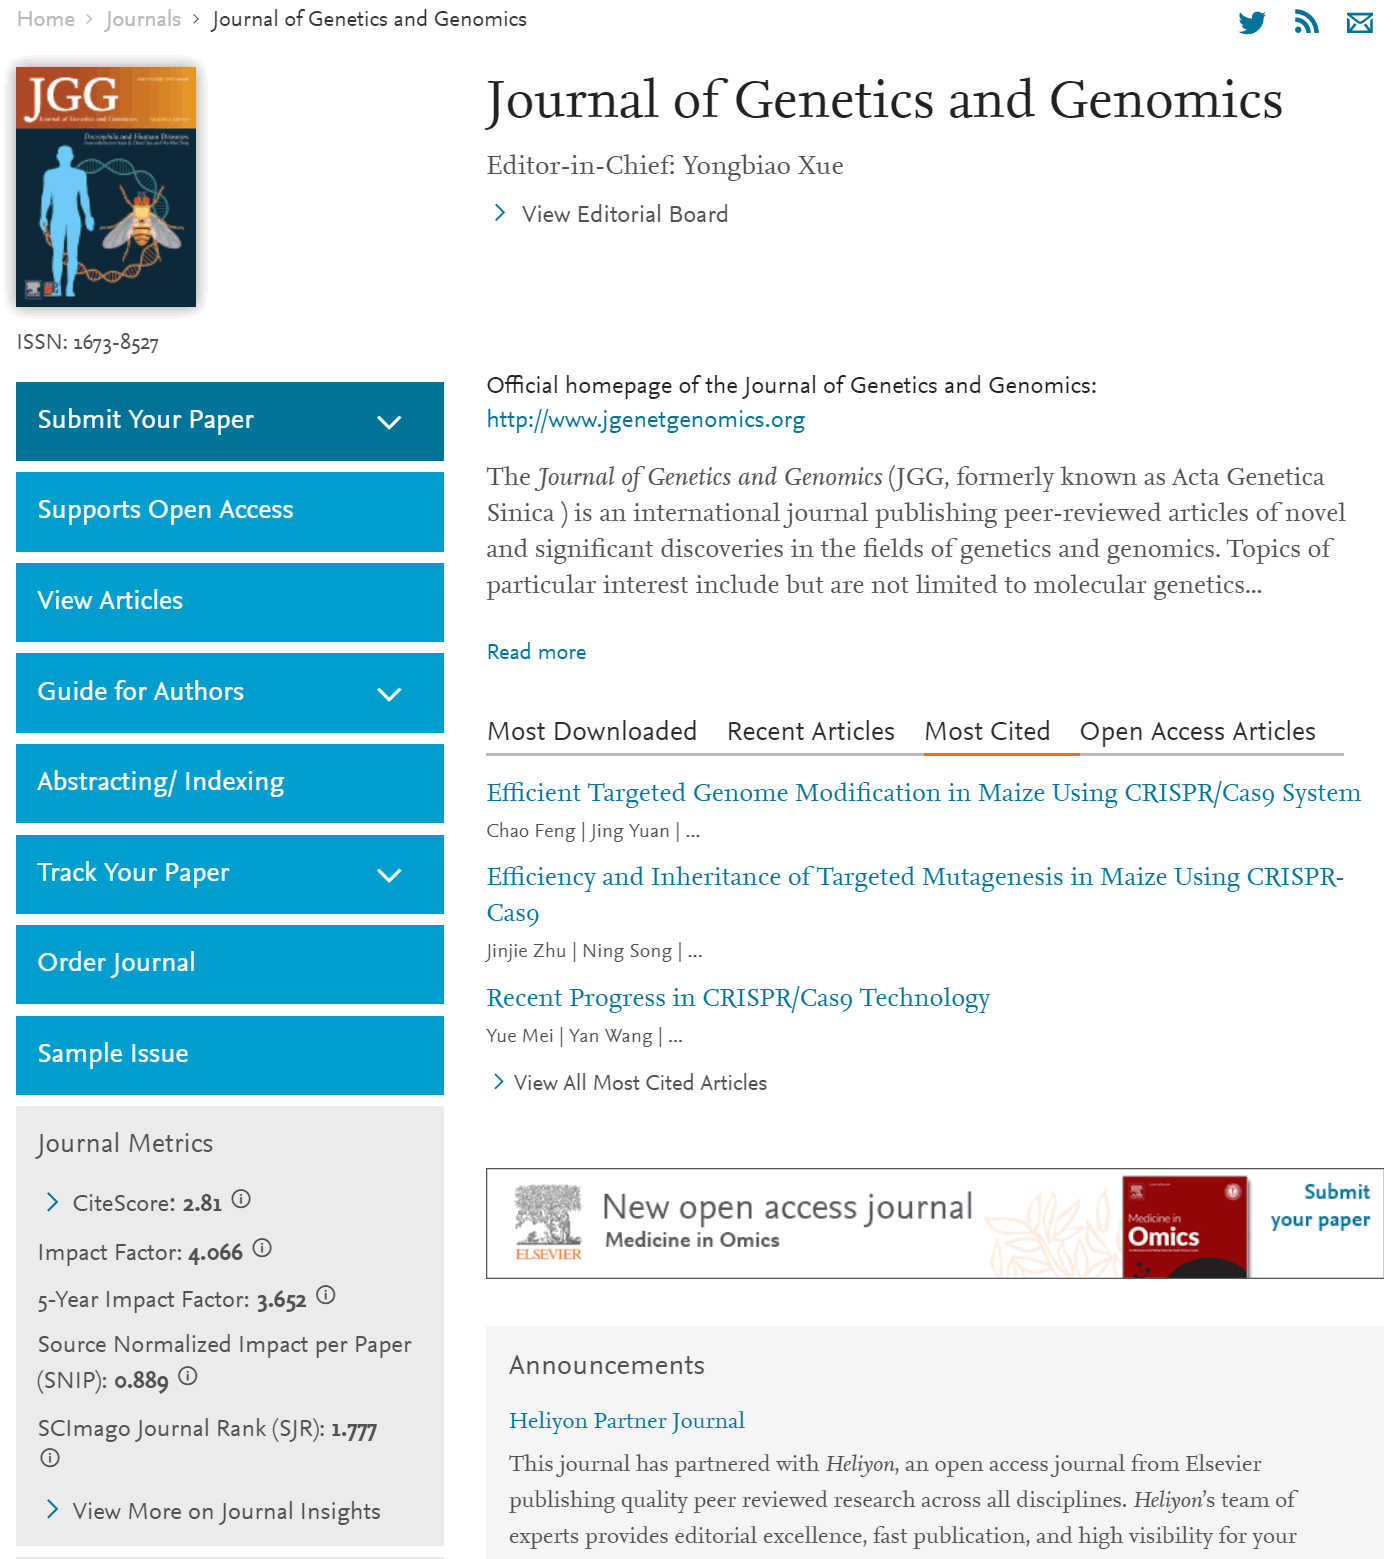 Home > Journals > Journal of Genetics and Genomics
JGG
Journal of Genetics and Genomics
Drosophila and Human Diseases
ISSN: 1673-8527
Submit Your Paper
Supports Open Access
View Articles
Guide for Authors
Abstracting/ Indexing
Track Your Paper
Order Journal
Sample Issue
Journal Metrics
CiteScore: 2.81
Impact Factor: 4.066
5-Year Impact Factor: 3.652
Source Normalized Impact per Paper
(SNIP): 0.889
SCImago Journal Rank (SJR): 1.777
View More on Journal Insights
Journal of Genetics and Genomics
Editor-in-Chief: Yongbiao Xue
View Editorial Board
Official homepage of the Journal of Genetics and Genomics:
http://www.jgenetgenomics.org
The Journal of Genetics and Genomics (JGG, formerly known as Acta Genetica
Sinica ) is an international journal publishing peer-reviewed articles of novel
and significant discoveries in the fields of genetics and genomics. Topics of
particular interest include but are not limited to molecular genetics...
Read more
Most Downloaded Recent Articles Most Cited Open Access Articles
Efficient Targeted Genome Modification in Maize Using CRISPR/Cas9 System
Chao Feng | Jing Yuan | ...
Efficiency and Inheritance of Targeted Mutagenesis in Maize Using CRISPR-
Cas9
Jinjie Zhu | Ning Song | ...
Recent Progress in CRISPR/Cas9 Technology
Yue Mei | Yan Wang | ...
View All Most Cited Articles
ELSEVIER
New open access journal
Medicine in Omics
Medicine in
Omics
Submit
your paper
Announcements
Heliyon Partner Journal
This journal has partnered with Heliyon, an open access journal from Elsevier
publishing quality peer reviewed research across all disciplines. Heliyon's team of
experts provides editorial excellence, fast publication, and high visibility for your